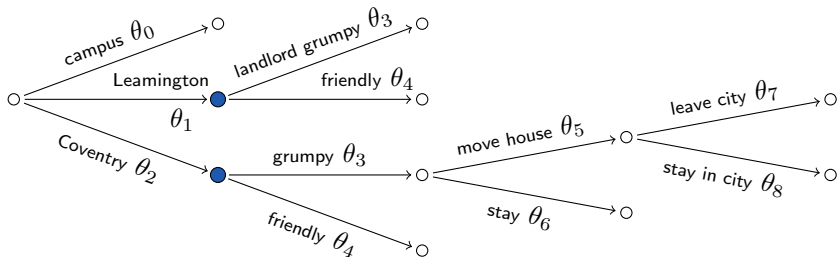 campus θ₀
Leamington
θ₁
Coventry θ₂
landlord grumpy θ₃
friendly θ₄
grumpy θ₃
friendly θ₄
move house θ₅
stay θ₆
leave city θ₇
stay in city θ₈